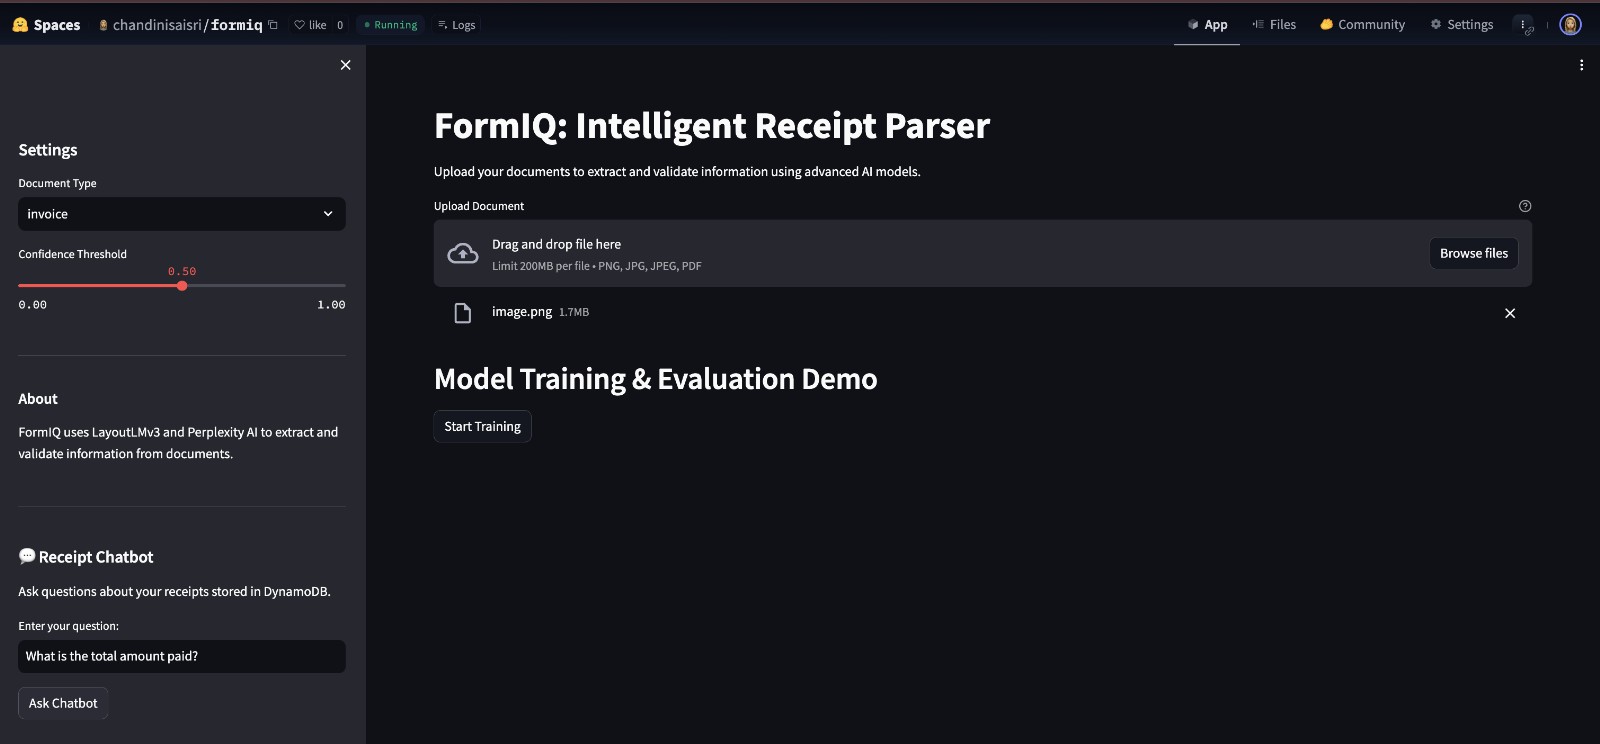 Spaces
chandinisaisri/formiq
like 0
Running
Logs
App
Files
Community
Settings
Settings
Document Type
invoice
Confidence Threshold
0.50
0.00 1.00
About
FormIQ uses LayoutLMv3 and Perplexity AI to extract and
validate information from documents.
Receipt Chatbot
Ask questions about your receipts stored in DynamoDB.
Enter your question:
What is the total amount paid?
Ask Chatbot
FormIQ: Intelligent Receipt Parser
Upload your documents to extract and validate information using advanced AI models.
Upload Document
Drag and drop file here
Limit 200MB per file • PNG, JPG, JPEG, PDF
Browse files
image.png 1.7MB
Model Training & Evaluation Demo
Start Training